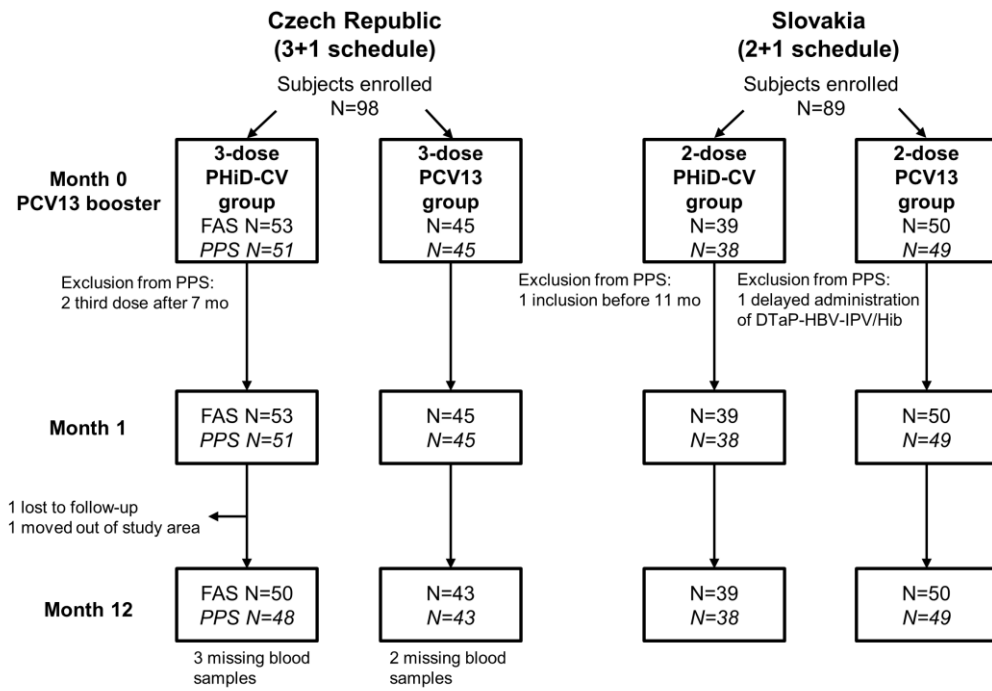 Czech Republic
(3+1 schedule)
Slovakia
(2+1 schedule)
Subjects enrolled
N=98
Subjects enrolled
N=89
Month 0
PCV13 booster
3-dose
PHiD-CV
group
FAS N=53
PPS N=51
3-dose
PCV13
group
N=45
N=45
2-dose
PHiD-CV
group
N=39
N=38
2-dose
PCV13
group
N=50
N=49
Exclusion from PPS:
2 third dose after 7 mo
Exclusion from PPS:
1 inclusion before 11 mo
Exclusion from PPS:
1 delayed administration
of DTaP-HBV-IPV/Hib
Month 1
FAS N=53
PPS N=51
N=45
N=45
N=39
N=38
N=50
N=49
1 lost to follow-up
1 moved out of study area
Month 12
FAS N=50
PPS N=48
N=43
N=43
N=39
N=38
N=50
N=49
3 missing blood
samples
2 missing blood
samples